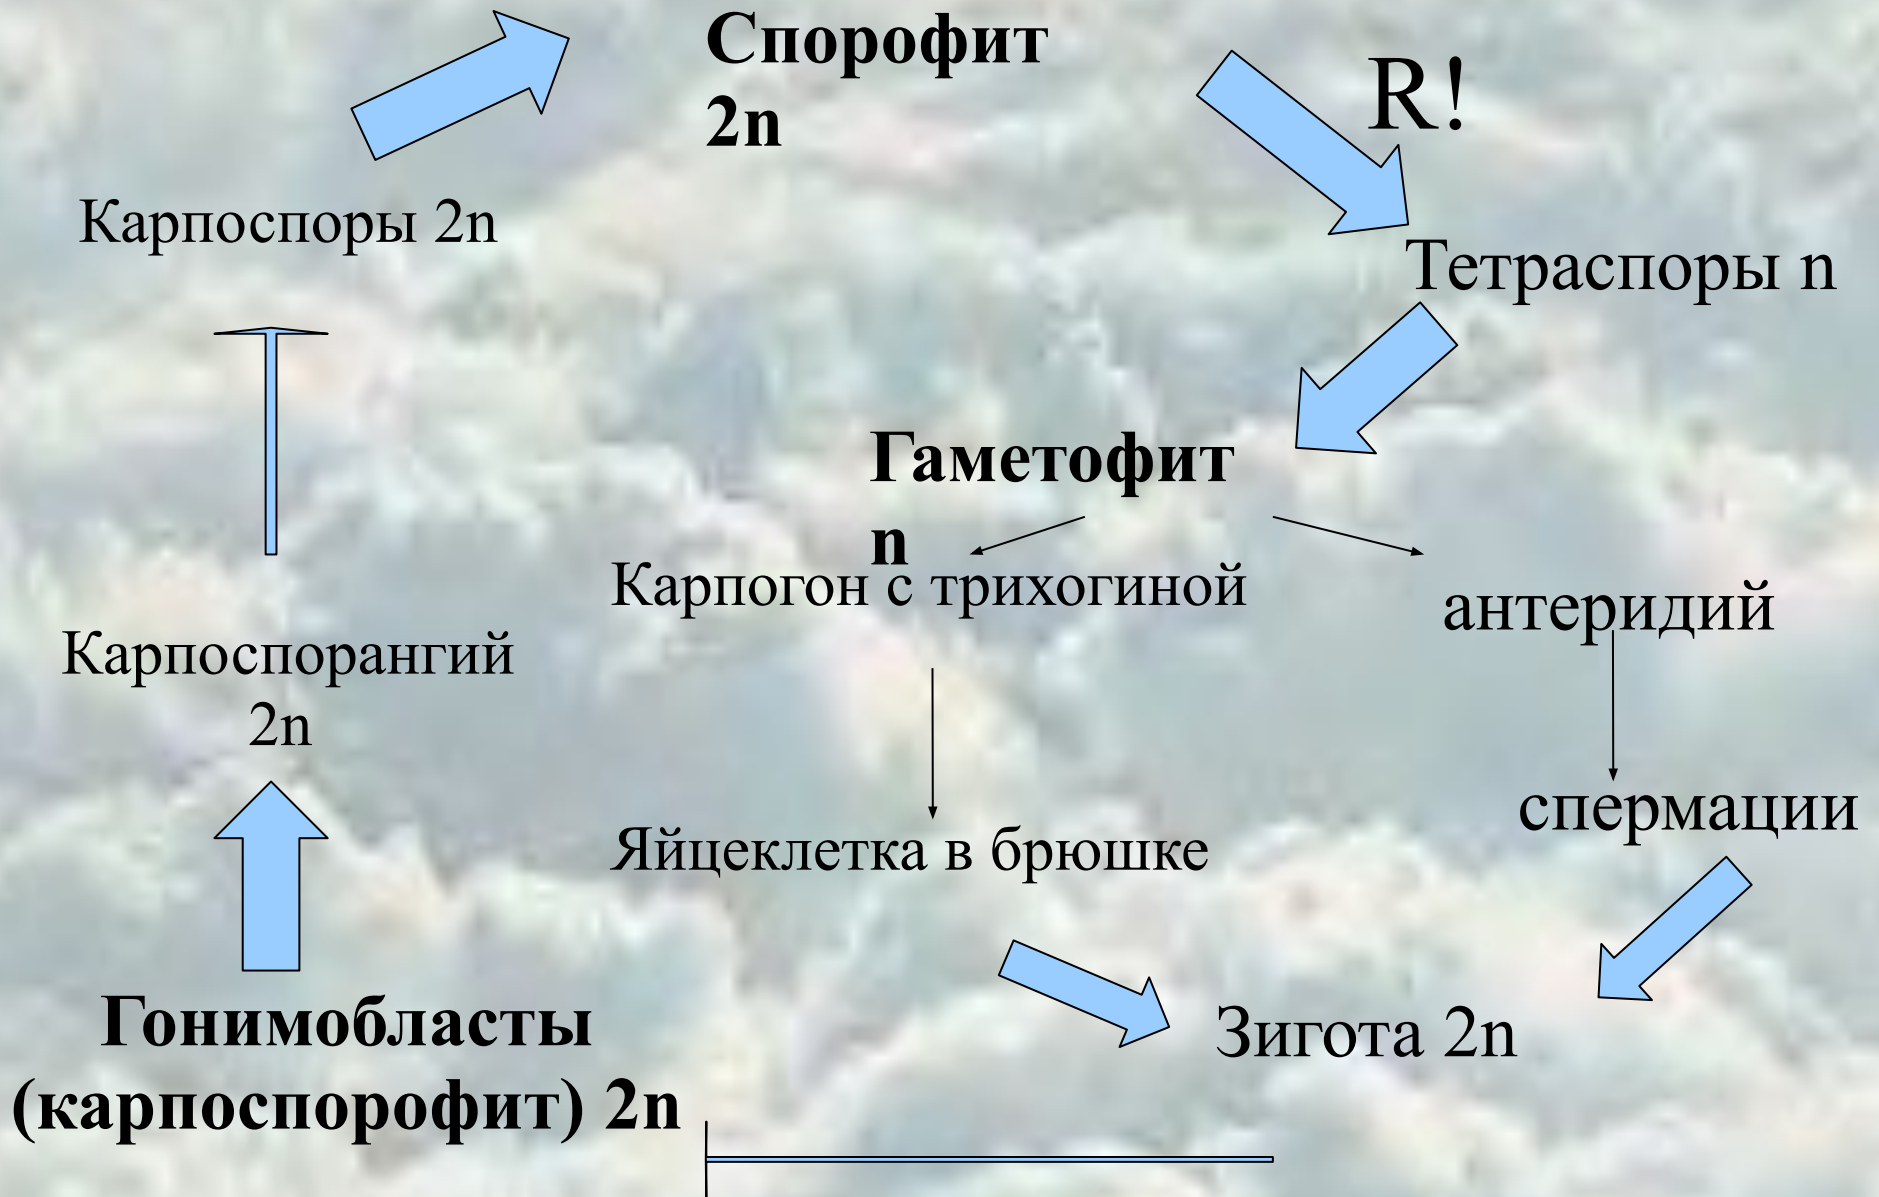 Спорофит
2n
R!
Карпоспоры 2n
Тетраспоры n
Гаметофит
n
Карпогон с трихогиной
антеридий
Карпоспорангий
2n
спермации
Яйцеклетка в брюшке
Гонимобласты
(карпоспорофит) 2n
Зигота 2n